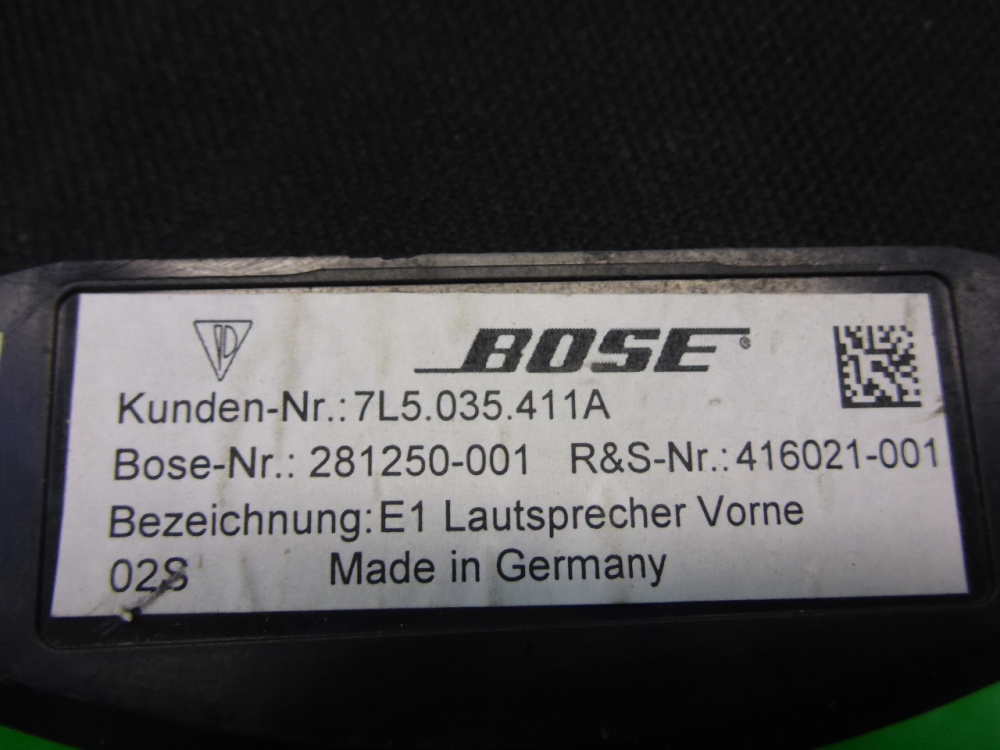 BOSE®
Kunden-Nr.:7L5.035.411A
Bose-Nr.: 281250-001 R&S-Nr.:416021-001
Bezeichnung:E1 Lautsprecher Vorne
02S Made in Germany